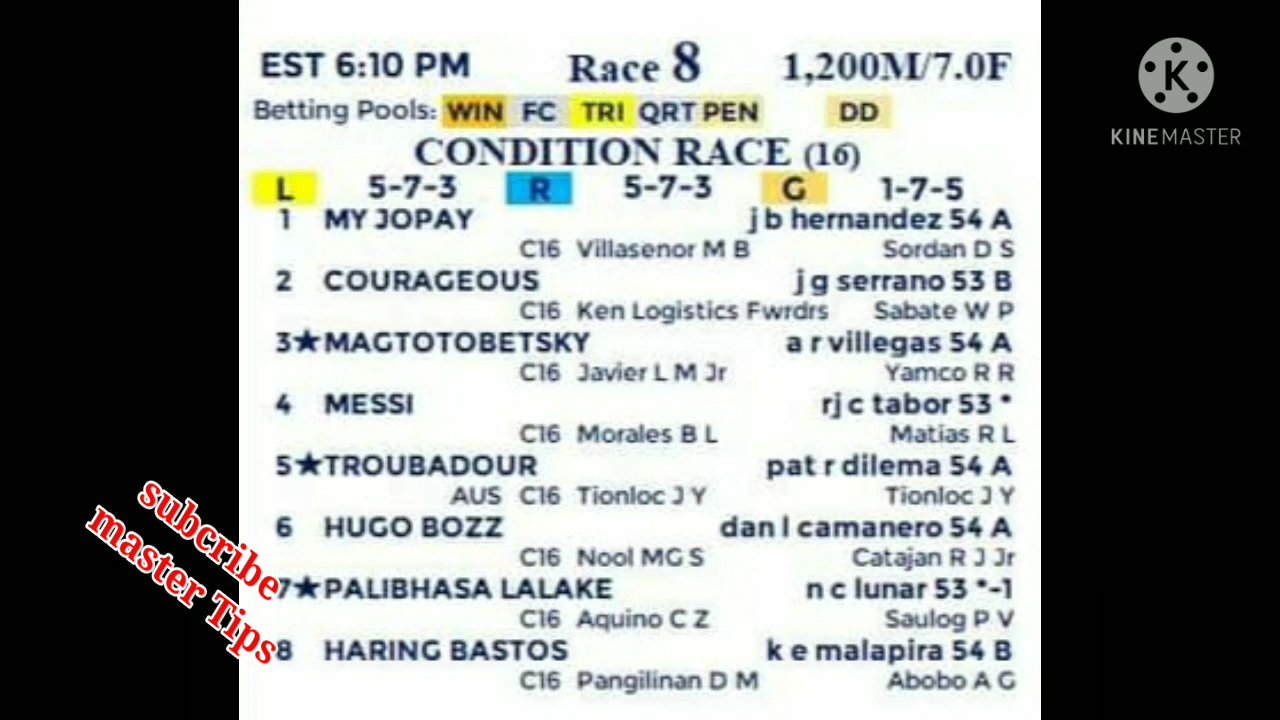 EST 6:10 PM Race 8 1,200M/7.0F
Betting Pools: WIN FC TRI QRT PEN DD
CONDITION RACE (16)
L 5-7-3 R 5-7-3 G 1-7-5
1 MY JOPAY j b hernandez 54 A
C16 Villasenor M B Sordan D S
2 COURAGEOUS j g serrano 53 B
C16 Ken Logistics Fwrdrs Sabate W P
3★MAGTOTOBETSKY a r villegas 54 A
C16 Javier L M Jr Yamco R R
4 MESSI rj c tabor 53 *
C16 Morales B L Matias R L
5★TROUBADOUR pat r dilema 54 A
AUS C16 Tionloc J Y Tionloc J Y
6 HUGO BOZZ dan l camanero 54 A
C16 Nool MG S Catajan R J Jr
7★PALIBHASA LALAKE n c lunar 53 *-1
C16 Aquino C Z Saulog P V
8 HARING BASTOS k e malapira 54 B
C16 Pangilinan D M Abobo A G
subcribe
master Tips
K
KINEMASTER